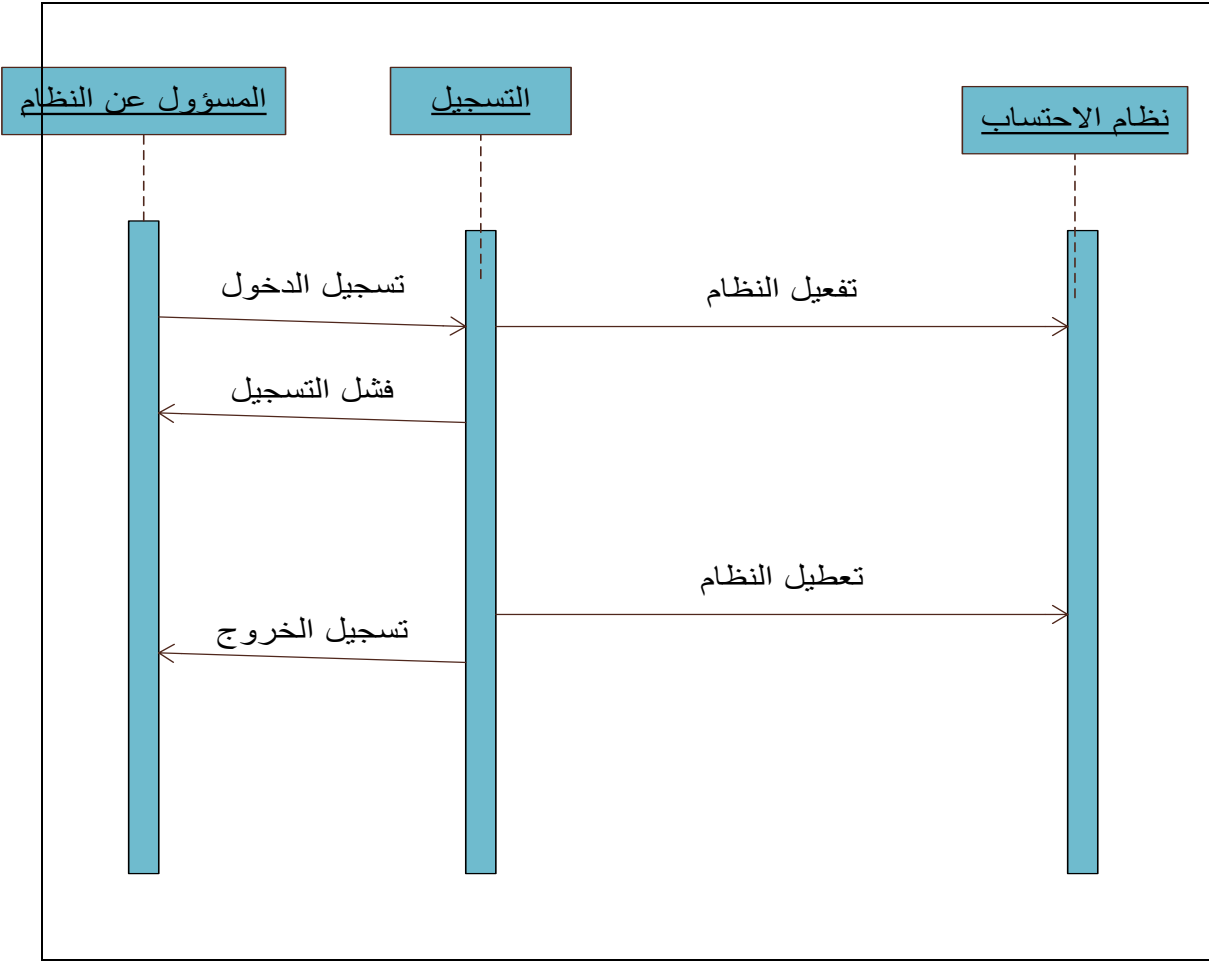 المسؤول عن النظام
التسجيل
نظام الاحتساب
تسجيل الدخول
تفعيل النظام
فشل التسجيل
تعطيل النظام
تسجيل الخروج